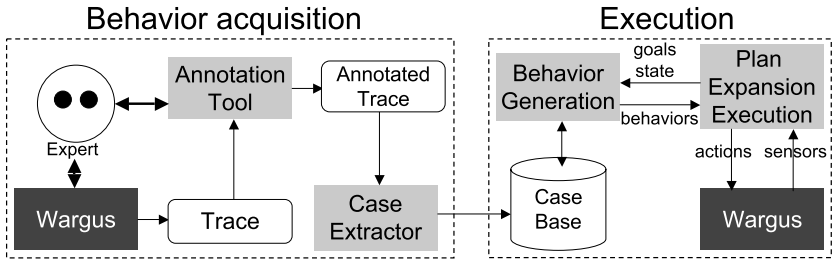 Behavior acquisition
Execution
Annotation
Tool
Annotated
Trace
Expert
Wargus
Trace
Case
Extractor
Behavior
Generation
goals
state
behaviors
Plan
Expansion
Execution
actions
sensors
Case
Base
Wargus